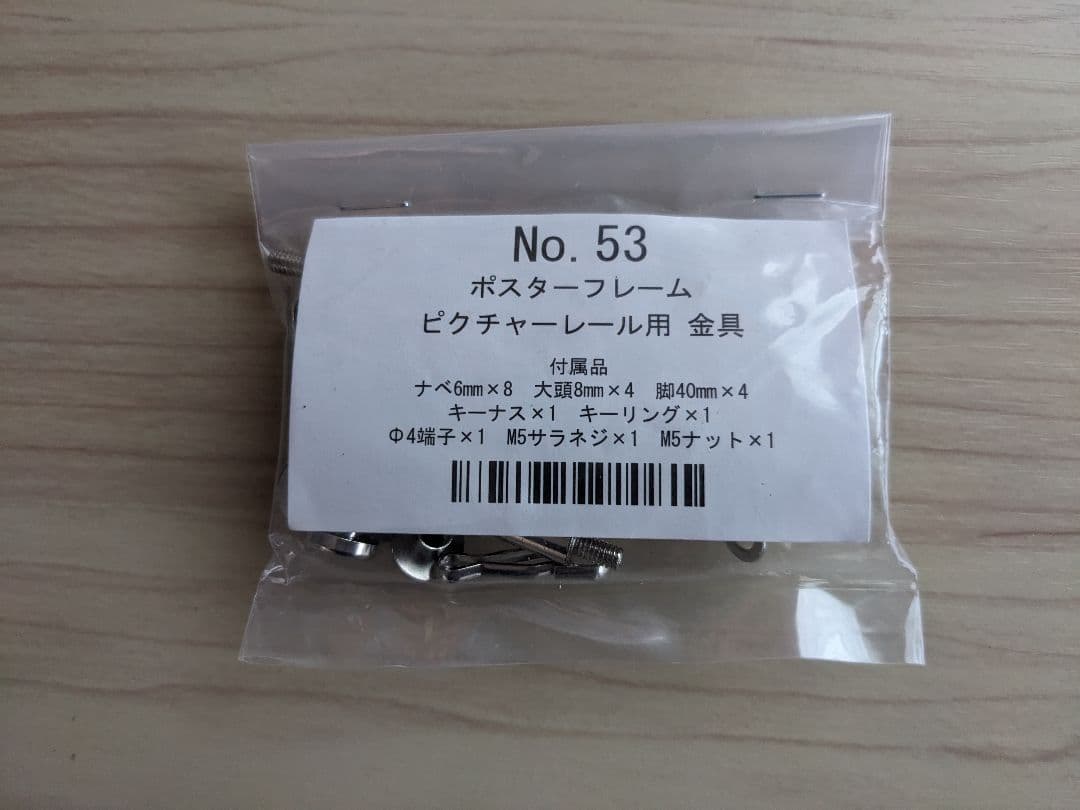 No. 53
ポスターフレーム
ピクチャーレール用 金具
付属品
ナベ6mm×8 大頭8mm×4 脚40mm×4
キーナス×1 キーリング×1
Φ4端子×1 M5サラネジ×1 M5ナット×1